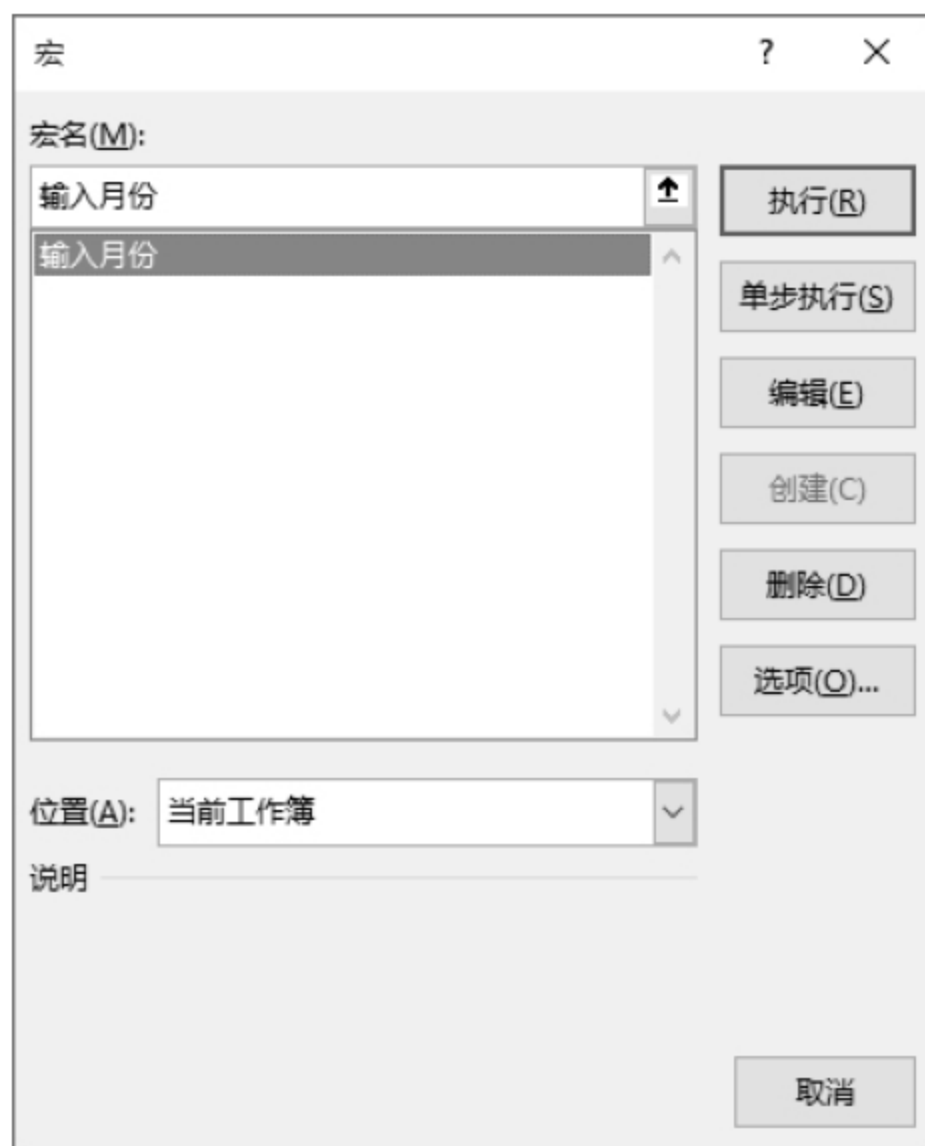 宏
?
宏名(M):
输入月份
输入月份
执行(R)
单步执行(S)
编辑(E)
创建(C)
删除(D)
选项(O)...
位置(A): 当前工作簿
说明
取消